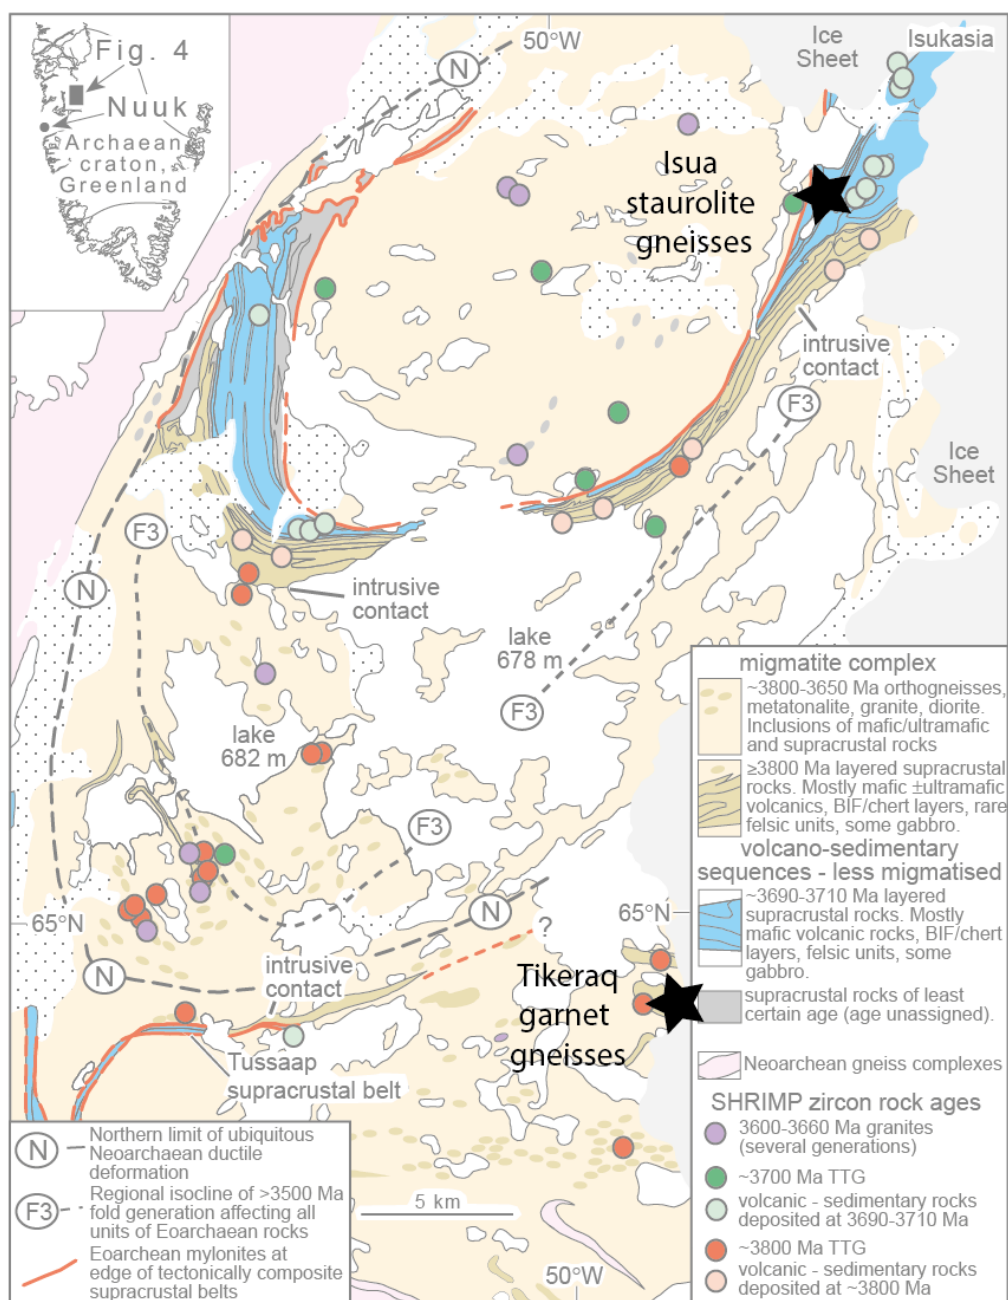 Fig. 4
Nuuk
Archaean
craton,
Greenland
50°W
N
Ice
Sheet
Isukasia
Isua
staurolite
gneisses
intrusive
contact
F3
Ice
Sheet
F3
N
intrusive
contact
lake
678 m
F3
lake
682 m
F3
65°N
N
65°N
?
N
intrusive
contact
Tikeraq
garnet
gneisses
Tussaap
supracrustal belt
migmatite complex
~3800-3650 Ma orthogneisses,
metatonalite, granite, diorite.
Inclusions of mafic/ultramafic
and supracrustal rocks
≥3800 Ma layered supracrustal
rocks. Mostly mafic ±ultramafic
volcanics, BIF/chert layers, rare
felsic units, some gabbro.
volcano-sedimentary
sequences - less migmatised
~3690-3710 Ma layered
supracrustal rocks. Mostly
mafic volcanic rocks, BIF/chert
layers, felsic units, some
gabbro.
supracrustal rocks of least
certain age (age unassigned).
Neoarchean gneiss complexes
SHRIMP zircon rock ages
3600-3660 Ma granites
(several generations)
~3700 Ma TTG
volcanic - sedimentary rocks
deposited at 3690-3710 Ma
~3800 Ma TTG
volcanic - sedimentary rocks
deposited at ~3800 Ma
N
Northern limit of ubiquitous
Neoarchaean ductile
deformation
F3
Regional isocline of >3500 Ma
fold generation affecting all
units of Eoarchaean rocks
Eoarchean mylonites at
edge of tectonically composite
supracrustal belts
5 km
50°W